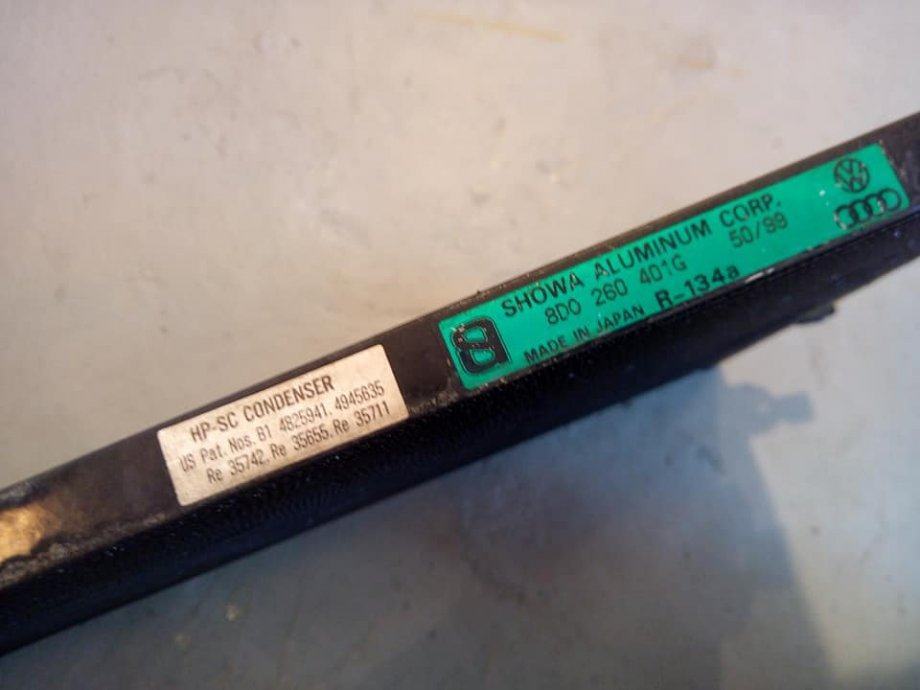 HP-SC CONDENSER
US Pat. Nos. B1 4825941. 4945635
Re 35742. Re 35655. Re 35711
SHOWA ALUMINUM CORP.
8D0 260 401G 50/99
MADE IN JAPAN R-134a